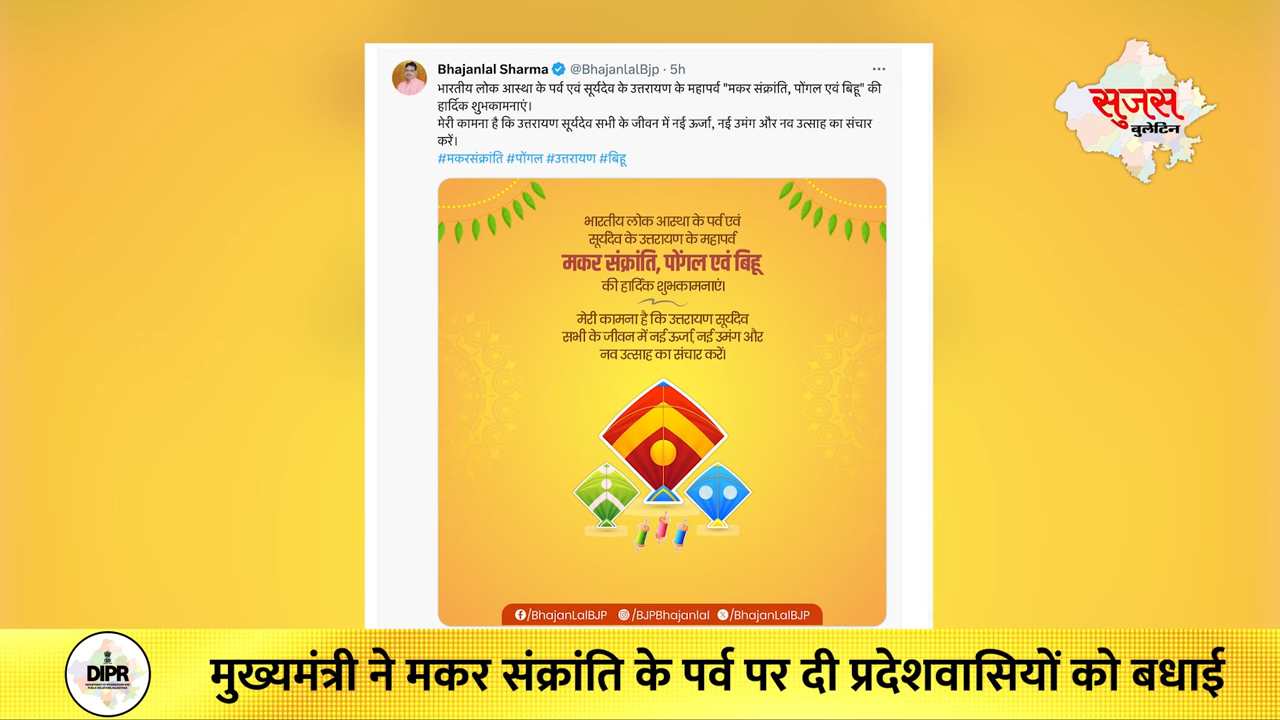 Bhajanlal Sharma @BhajanlalBjp · 5h
भारतीय लोक आस्था के पर्व एवं सूर्यदेव के उत्तरायण के महापर्व "मकर संक्रांति, पोंगल एवं बिहू" की
हार्दिक शुभकामनाएं।
मेरी कामना है कि उत्तरायण सूर्यदेव सभी के जीवन में नई ऊर्जा, नई उमंग और नव उत्साह का संचार
करें।
#मकरसंक्रांति #पोंगल #उत्तरायण #बिहू
भारतीय लोक आस्था के पर्व एवं
सूर्यदेव के उत्तरायण के महापर्व
मकर संक्रांति, पोंगल एवं बिहू
की हार्दिक शुभकामनाएं।
मेरी कामना है कि उत्तरायण सूर्यदेव
सभी के जीवन में नई ऊर्जा, नई उमंग और
नव उत्साह का संचार करें।
/BhajanLalBJP /BJPBhajanlal /BhajanLalBJP
सुजस
बुलेटिन
DIPR
मुख्यमंत्री ने मकर संक्रांति के पर्व पर दी प्रदेशवासियों को बधाई